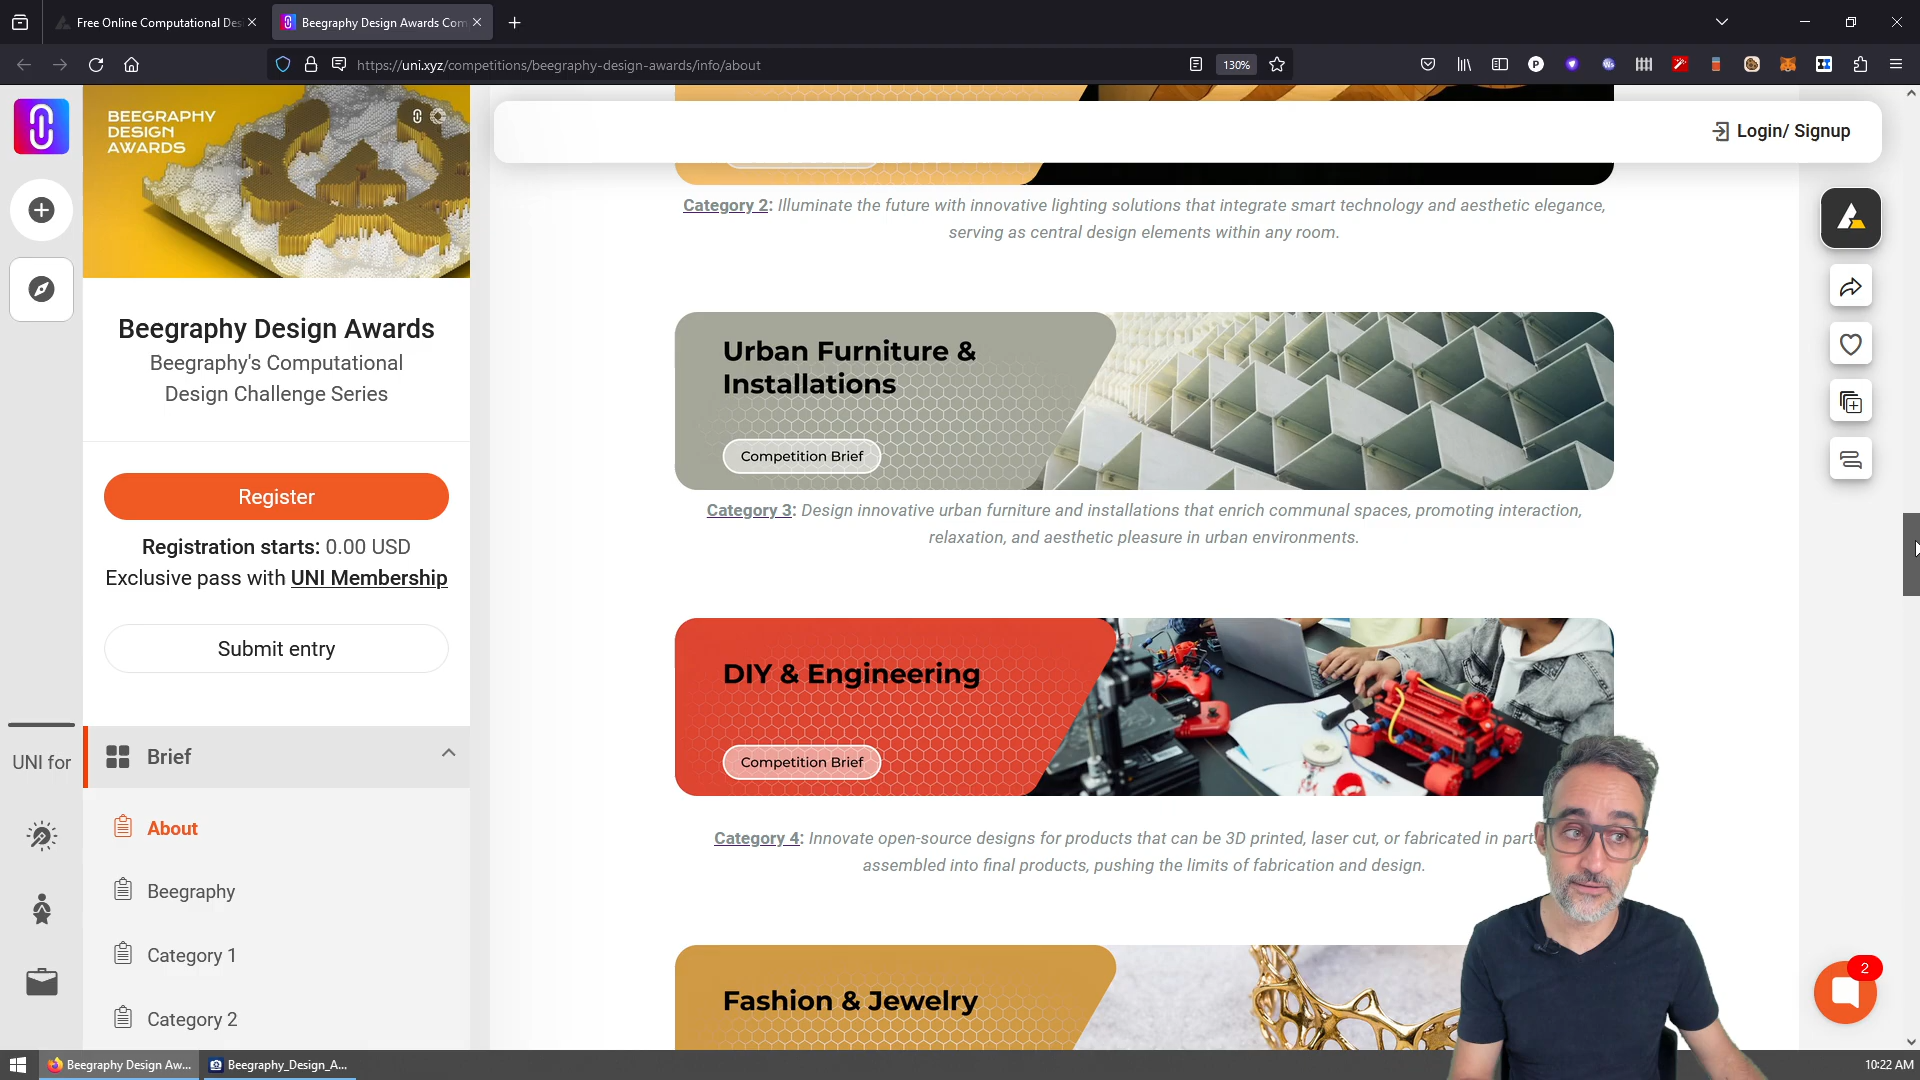 Free Online Computational Des
Beegraphy Design Awards Com
https://uni.xyz/competitions/beegraphy-design-awards/info/about
130%
BEEGRAPHY
DESIGN
AWARDS
Login/ Signup
Category 2: Illuminate the future with innovative lighting solutions that integrate smart technology and aesthetic elegance,
serving as central design elements within any room.
Beegraphy Design Awards
Beegraphy's Computational
Design Challenge Series
Urban Furniture &
Installations
Competition Brief
Register
Category 3: Design innovative urban furniture and installations that enrich communal spaces, promoting interaction,
relaxation, and aesthetic pleasure in urban environments.
Registration starts: 0.00 USD
Exclusive pass with UNI Membership
Submit entry
DIY & Engineering
Competition Brief
UNI for
Brief
About
Category 4: Innovate open-source designs for products that can be 3D printed, laser cut, or fabricated in parts
assembled into final products, pushing the limits of fabrication and design.
Beegraphy
Category 1
Category 2
Fashion & Jewelry
2
Beegraphy Design Aw...
Beegraphy_Design_A...
10:22 AM